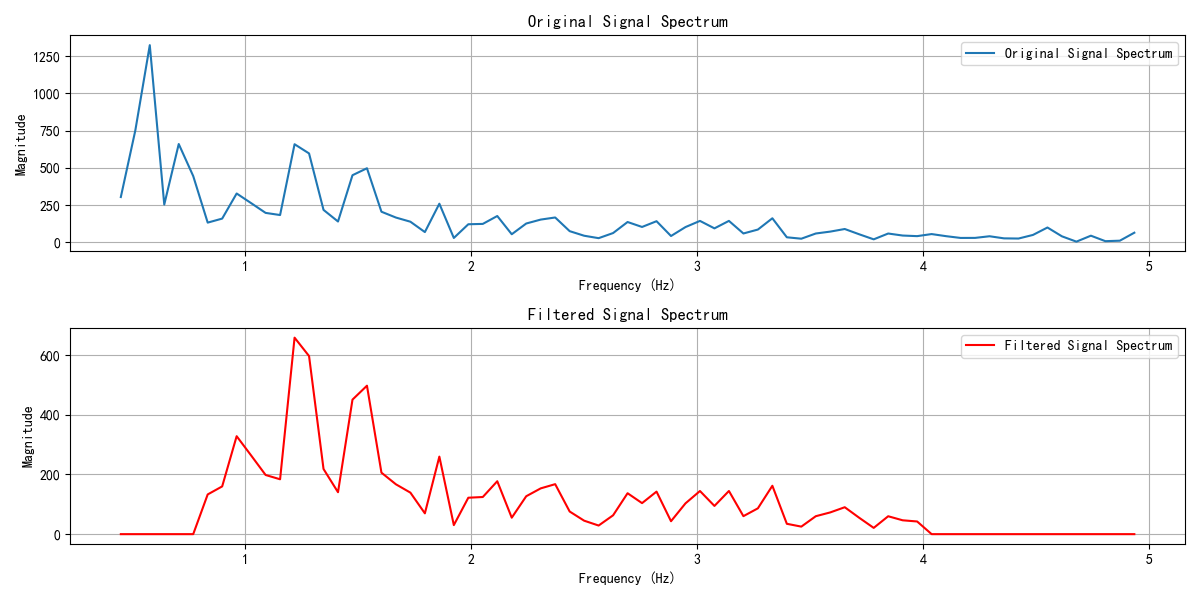 Original Signal Spectrum
Original Signal Spectrum
Magnitude
1250
1000
750
500
250
0
1 2 3 4 5
Frequency (Hz)
Filtered Signal Spectrum
Filtered Signal Spectrum
Magnitude
600
400
200
0
1 2 3 4 5
Frequency (Hz)